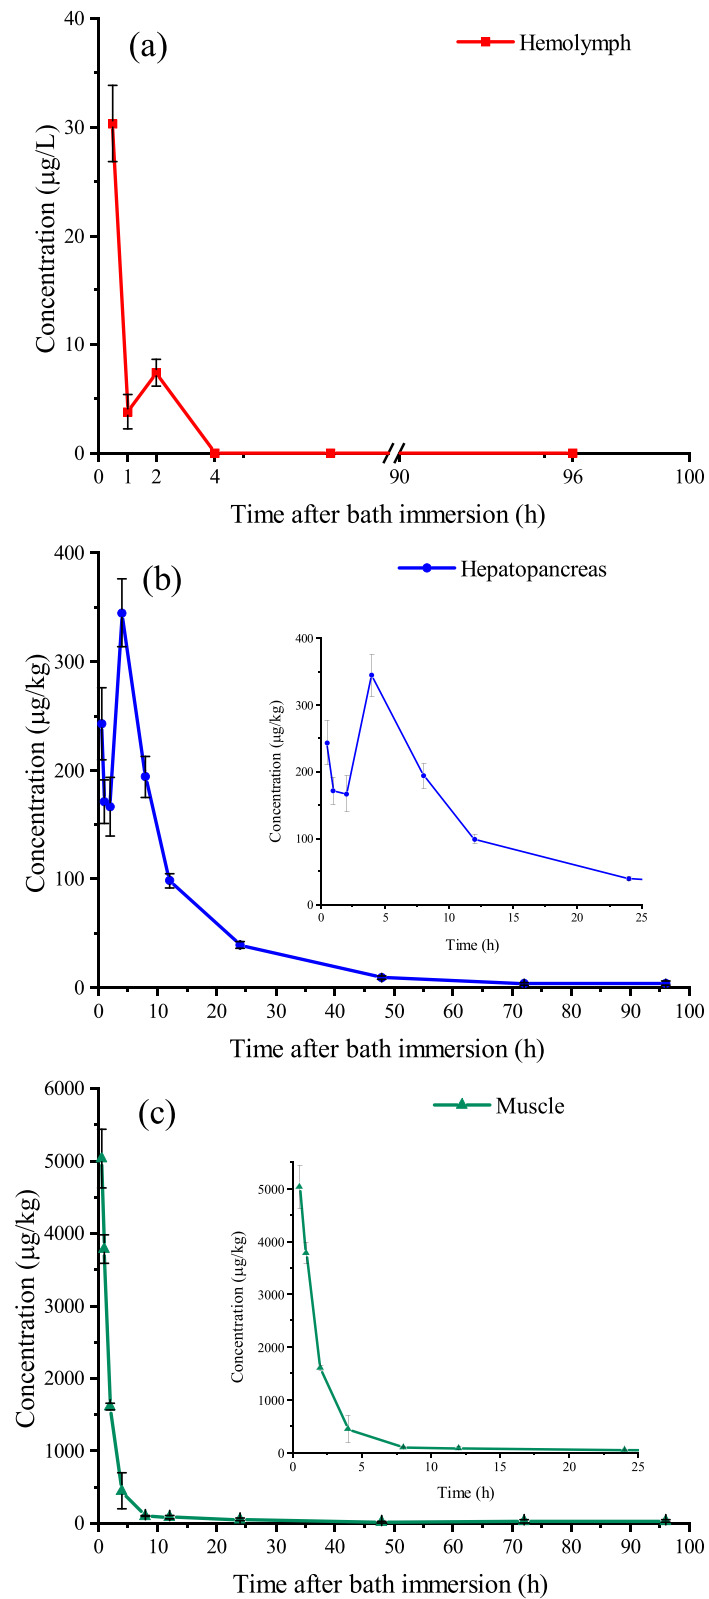 (a)
Hemolymph
Concentration (µg/L)
40
30
20
10
0
0 1 2 4 90 96 100
Time after bath immersion (h)
(b)
Hepatopancreas
Concentration (µg/kg)
400
300
200
100
0
0 10 20 30 40 50 60 70 80 90 100
Time after bath immersion (h)
Concentration (µg/kg)
400
300
200
100
0
0 5 10 15 20 25
Time (h)
(c)
Muscle
Concentration (µg/kg)
6000
5000
4000
3000
2000
1000
0
0 10 20 30 40 50 60 70 80 90 100
Time after bath immersion (h)
Concentration (µg/kg)
5000
4000
3000
2000
1000
0
0 5 10 15 20 25
Time (h)